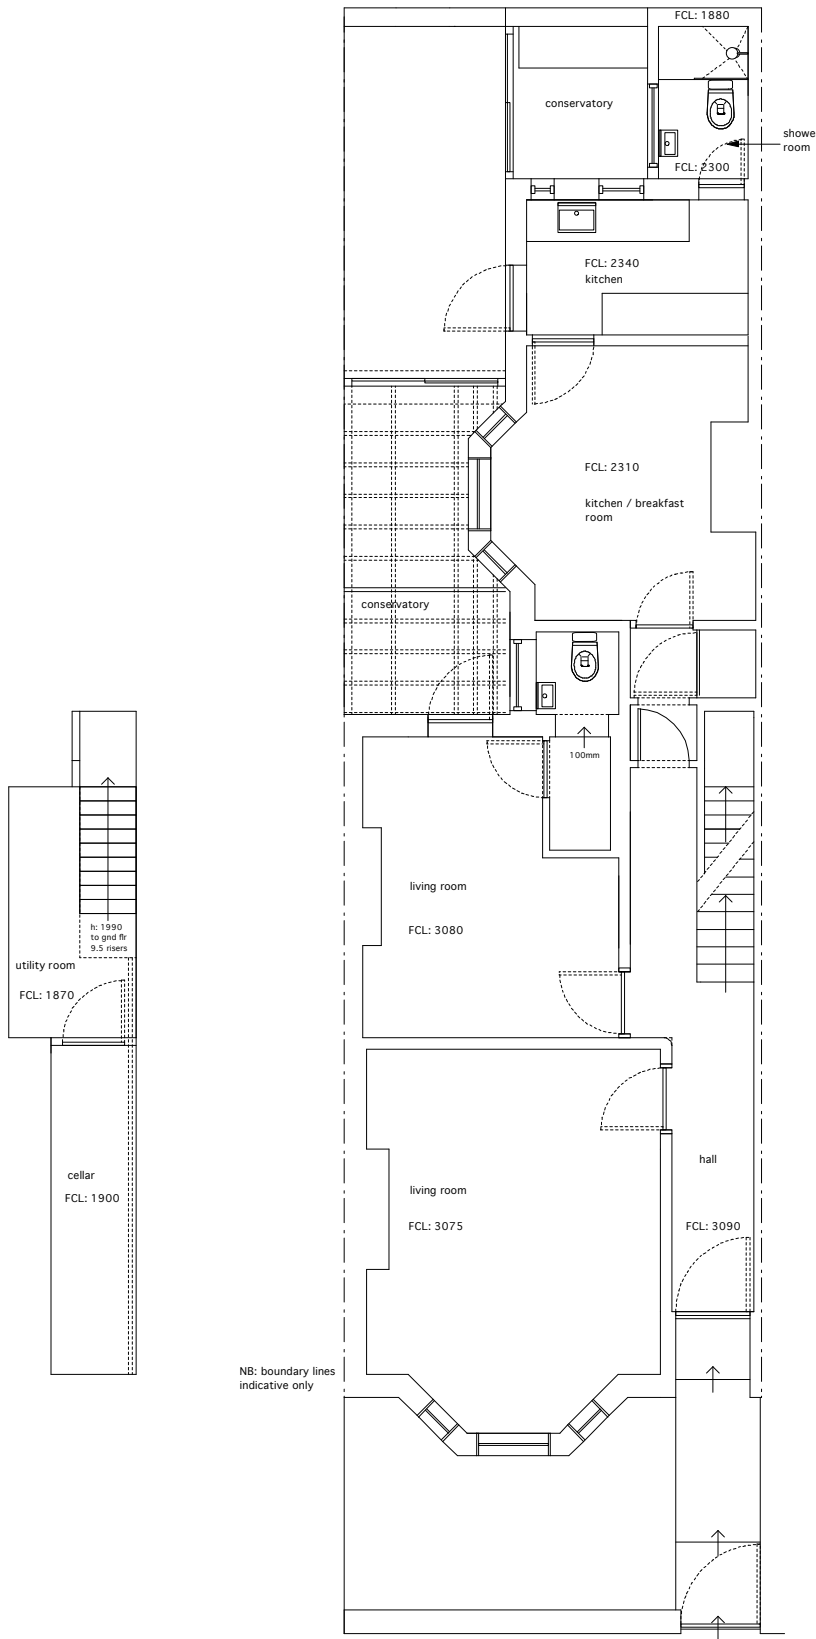 FCL: 1880
conservatory
showe
room
FCL: 2300
FCL: 2340
kitchen
FCL: 2310
kitchen / breakfast
room
conservatory
100mm
living room
FCL: 3080
h: 1990
to gnd flr
9.5 risers
utility room
FCL: 1870
hall
cellar
FCL: 1900
living room
FCL: 3075
FCL: 3090
NB: boundary lines
indicative only